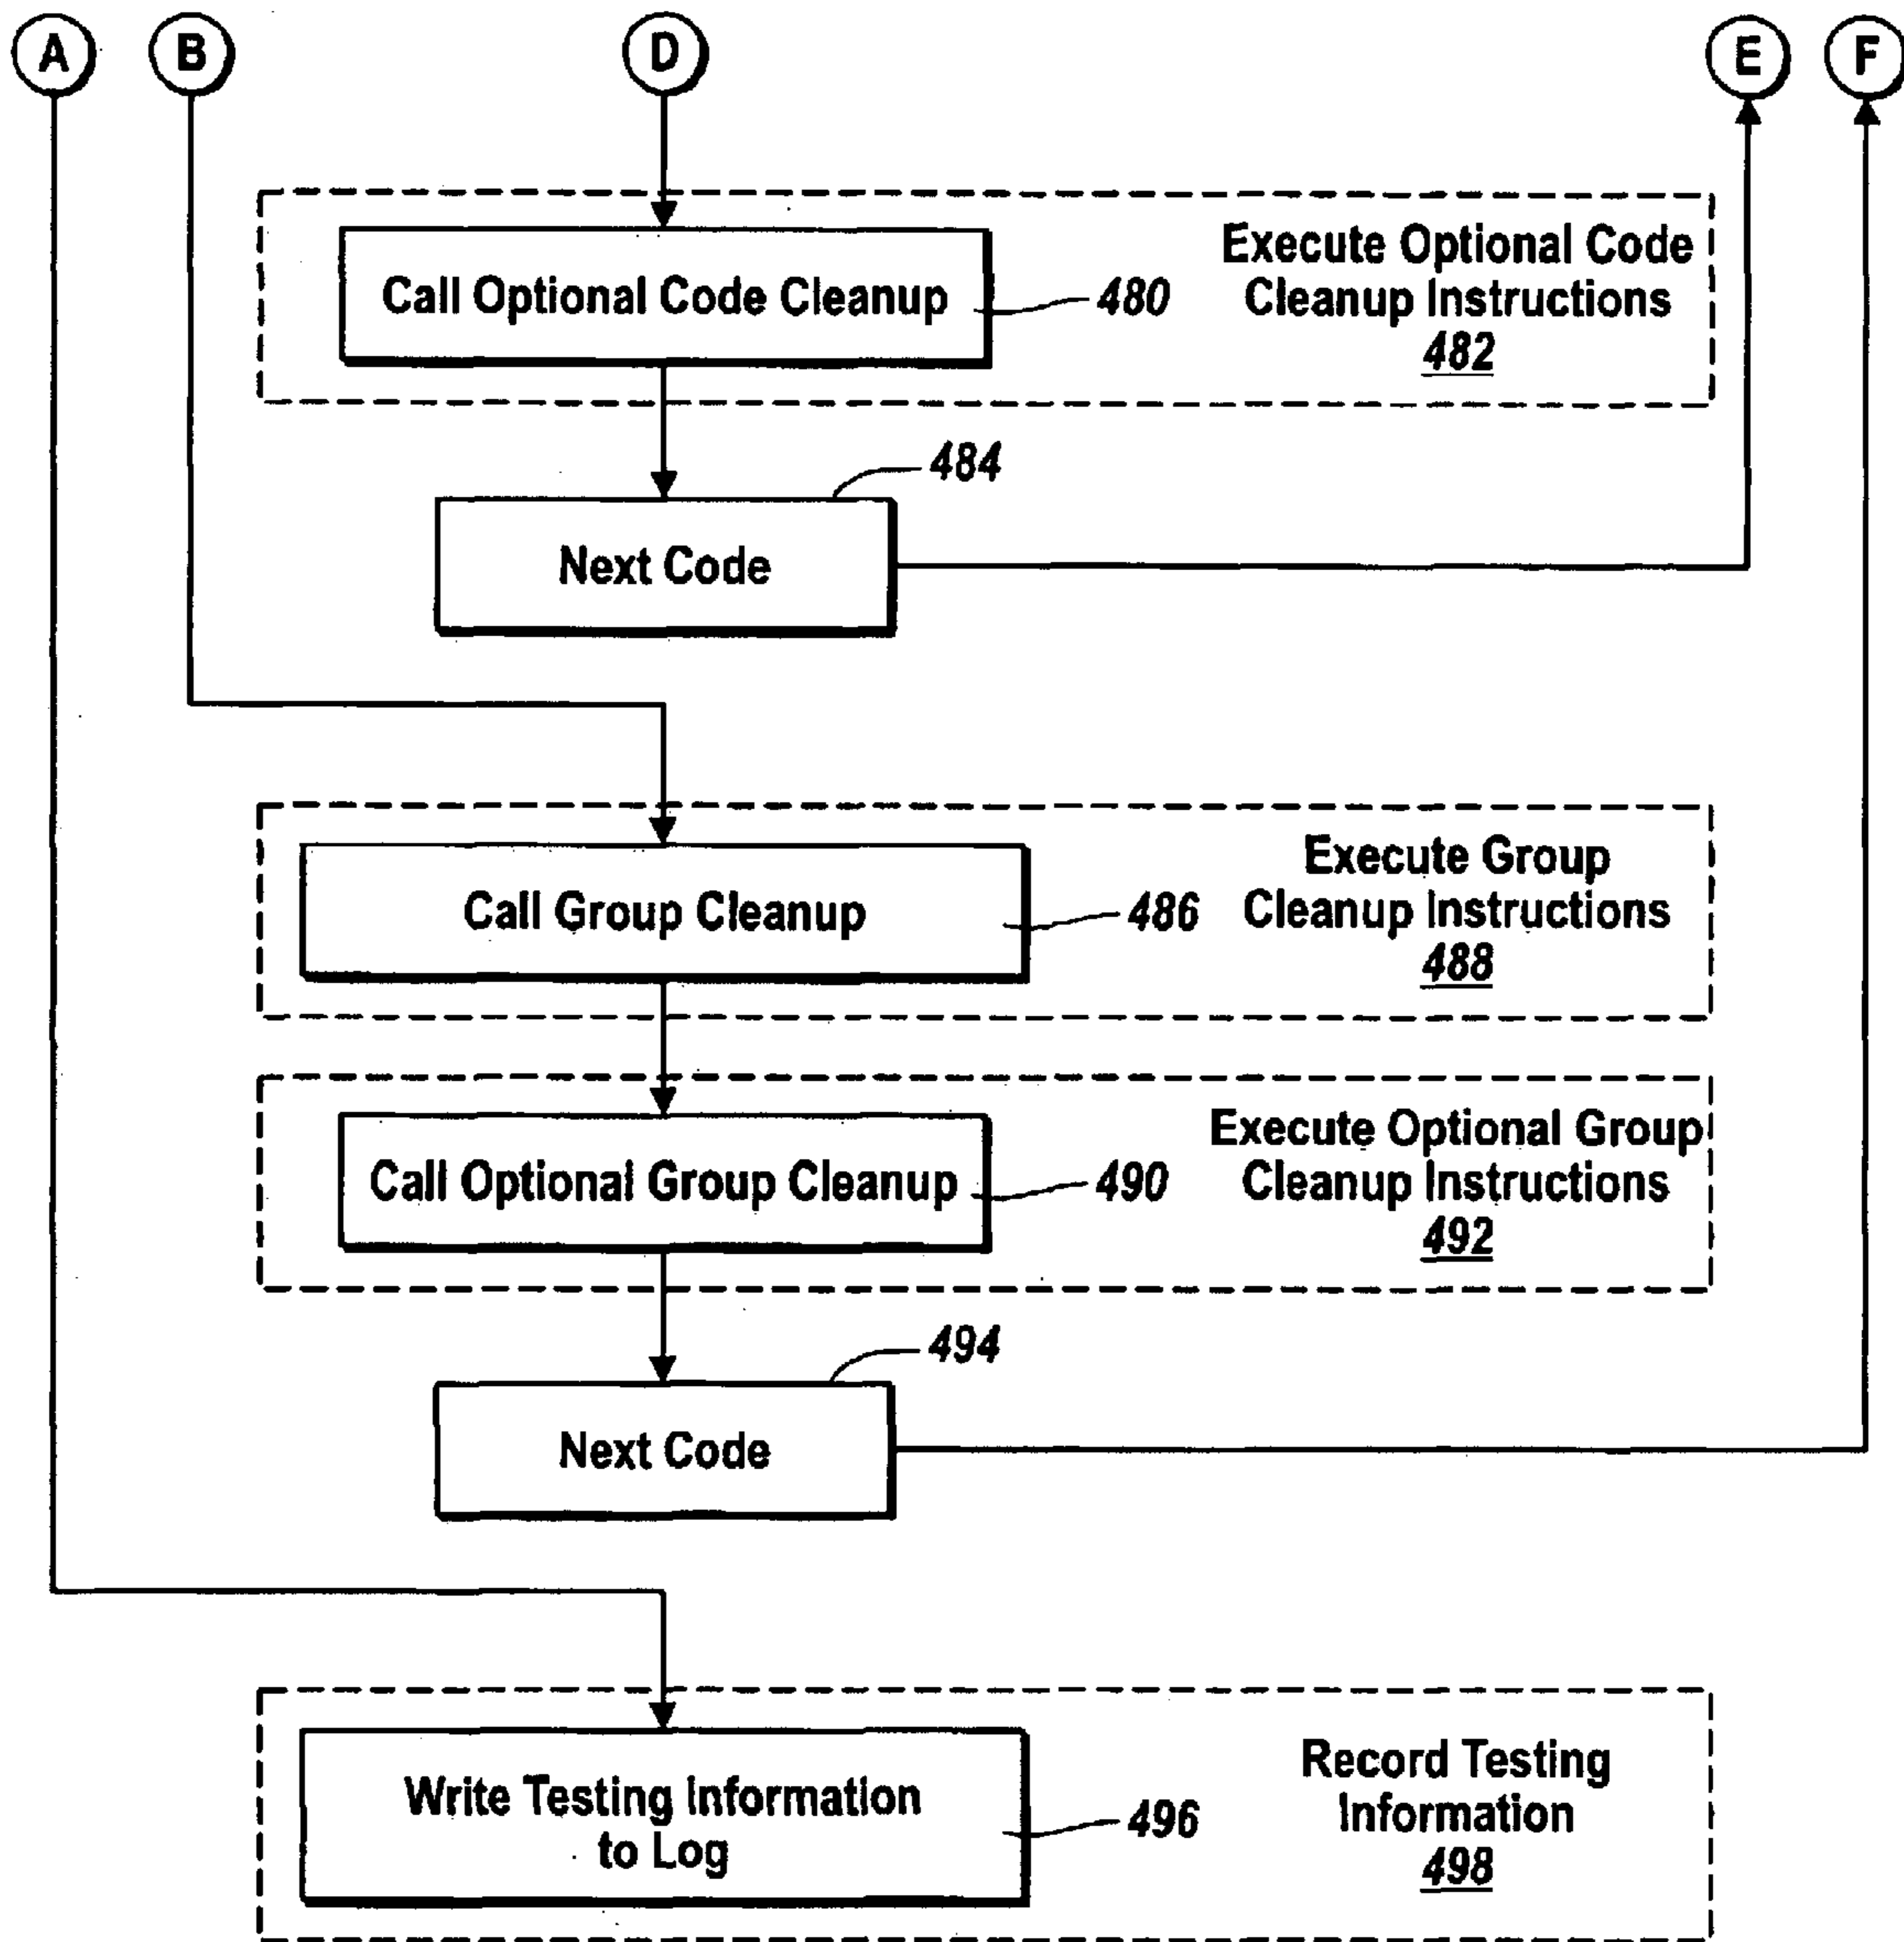 A B D E F
Call Optional Code Cleanup
480
Execute Optional Code
Cleanup Instructions
482
484
Next Code
Call Group Cleanup
486
Execute Group
Cleanup Instructions
488
Call Optional Group Cleanup
490
Execute Optional Group
Cleanup Instructions
492
494
Next Code
Write Testing Information
to Log
496
Record Testing
Information
498